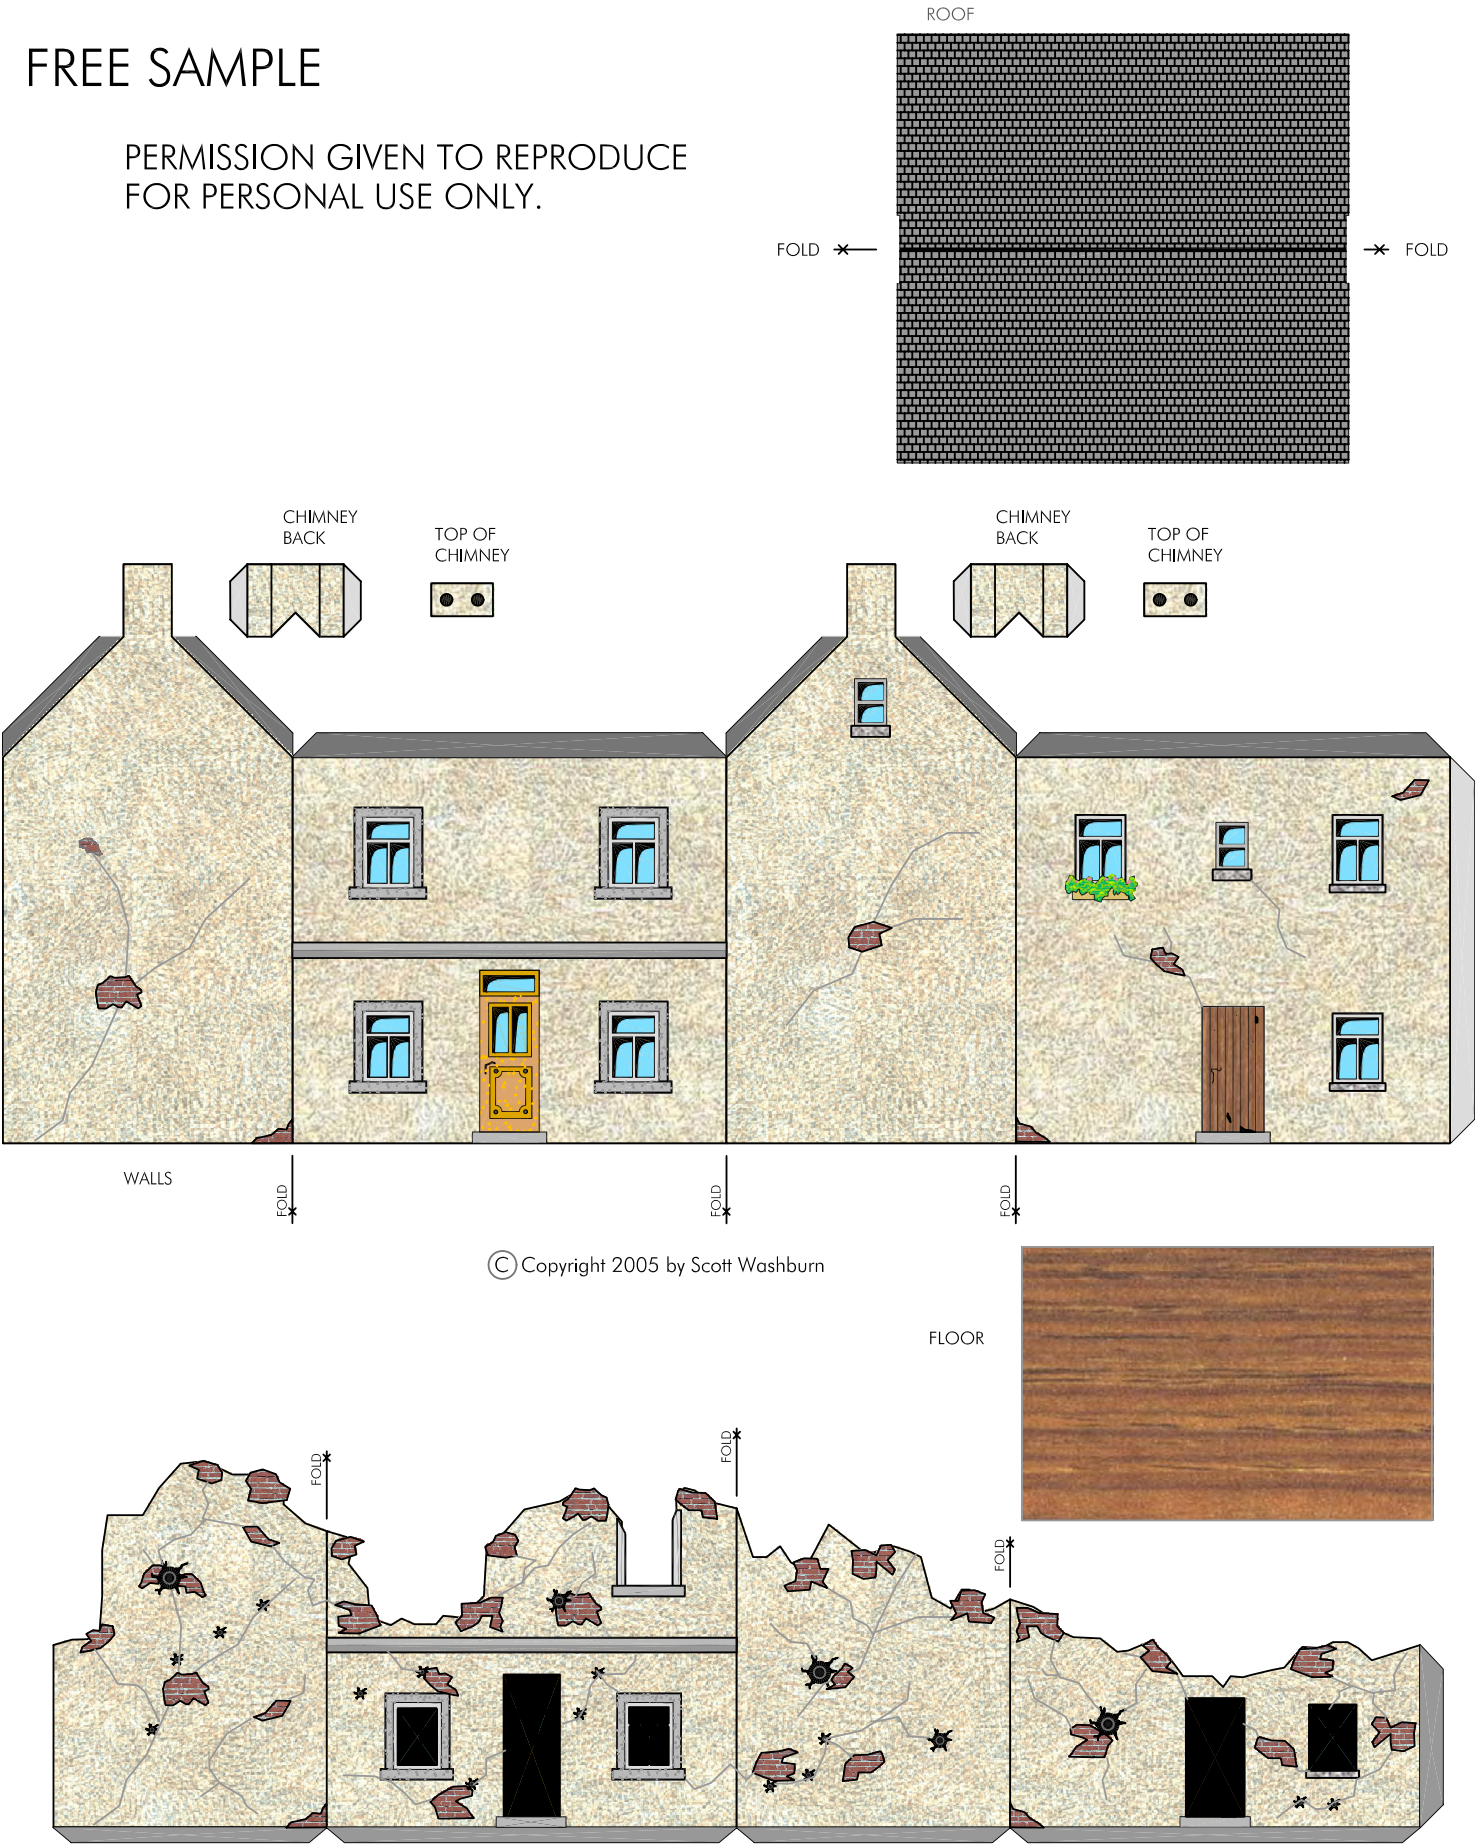 ROOF
FREE SAMPLE
PERMISSION GIVEN TO REPRODUCE
FOR PERSONAL USE ONLY.
FOLD
FOLD
CHIMNEY
BACK
TOP OF
CHIMNEY
CHIMNEY
BACK
TOP OF
CHIMNEY
WALLS
FOLD
FOLD
FOLD
© Copyright 2005 by Scott Washburn
FLOOR
FOLD
FOLD
FOLD